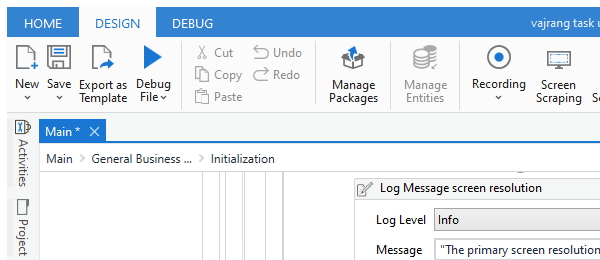 HOME DESIGN DEBUG vajrang task
New Save Export as Template Debug File Cut Copy Paste Undo Redo Manage Packages Manage Entities Recording Screen Scraping
Main *
Activities
Project
Main > General Business ... > Initialization
Log Message screen resolution
Log Level Info
Message "The primary screen resolution